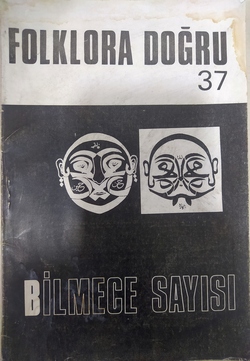 FOLKLORA DOĞRU
37
BİLMECE SAYISI